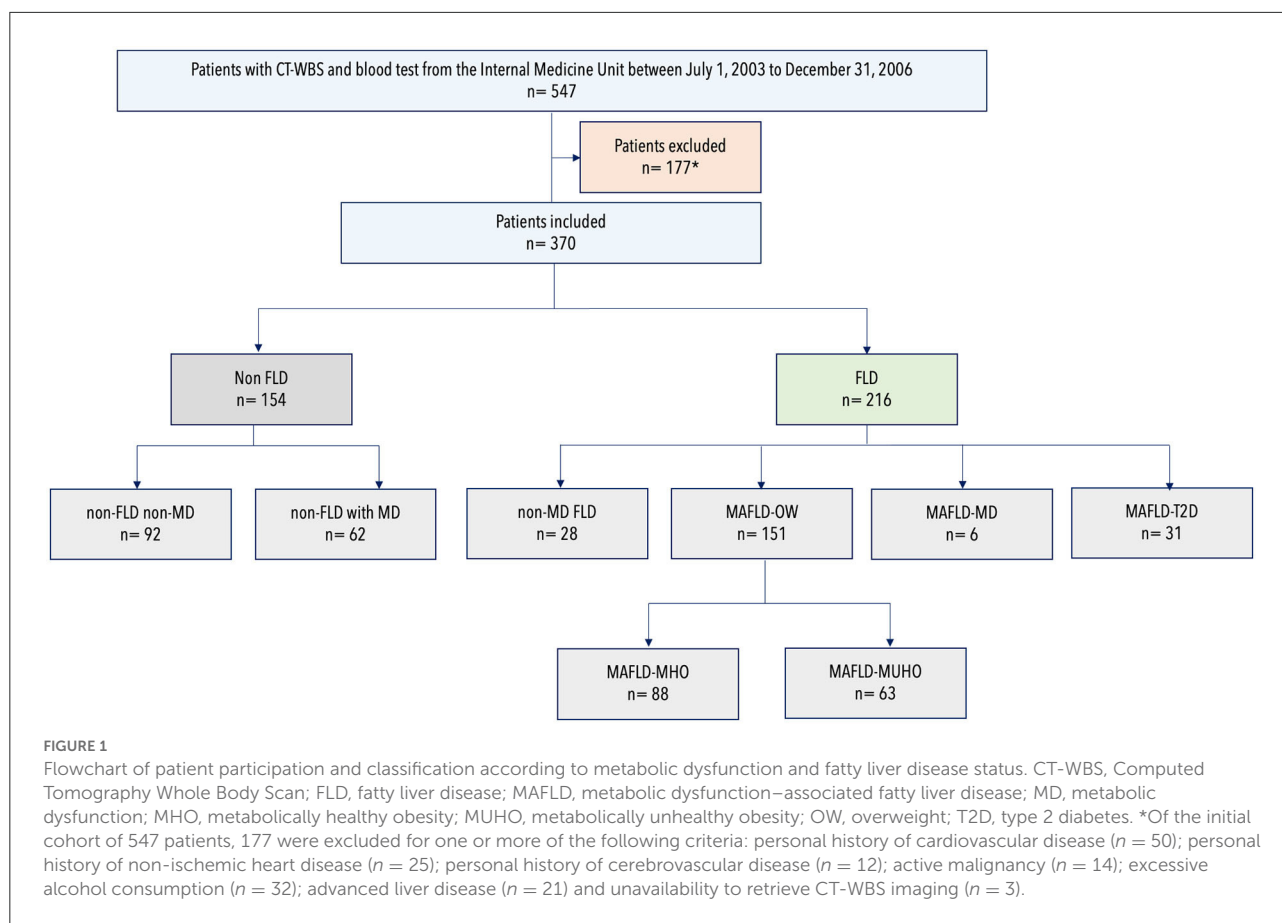 Patients with CT-WBS and blood test from the Internal Medicine Unit between July 1, 2003 to December 31, 2006
n= 547
Patients excluded
n= 177*
Patients included
n= 370
Non FLD
n= 154
FLD
n= 216
non-FLD non-MD
n= 92
non-FLD with MD
n= 62
non-MD FLD
n= 28
MAFLD-OW
n= 151
MAFLD-MD
n= 6
MAFLD-T2D
n= 31
MAFLD-MHO
n= 88
MAFLD-MUHO
n= 63
FIGURE 1
Flowchart of patient participation and classification according to metabolic dysfunction and fatty liver disease status. CT-WBS, Computed
Tomography Whole Body Scan; FLD, fatty liver disease; MAFLD, metabolic dysfunction–associated fatty liver disease; MD, metabolic
dysfunction; MHO, metabolically healthy obesity; MUHO, metabolically unhealthy obesity; OW, overweight; T2D, type 2 diabetes. *Of the initial
cohort of 547 patients, 177 were excluded for one or more of the following criteria: personal history of cardiovascular disease (n = 50); personal
history of non-ischemic heart disease (n = 25); personal history of cerebrovascular disease (n = 12); active malignancy (n = 14); excessive
alcohol consumption (n = 32); advanced liver disease (n = 21) and unavailability to retrieve CT-WBS imaging (n = 3).